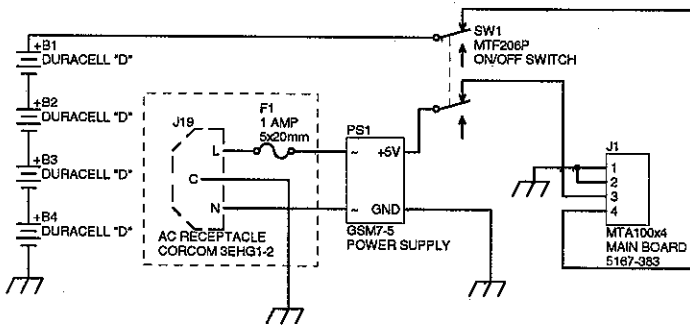 +B1
DURACELL "D"
+B2
DURACELL "D"
+B3
DURACELL "D"
+B4
DURACELL "D"
J19
L
C
N
AC RECEPTACLE
CORCOM 3EHG1-2
F1
1 AMP
5x20mm
PS1
~
+5V
~
GND
GSM7-5
POWER SUPPLY
SW1
MTF206P
ON/OFF SWITCH
J1
1
2
3
4
MTA100x4
MAIN BOARD
5167-383